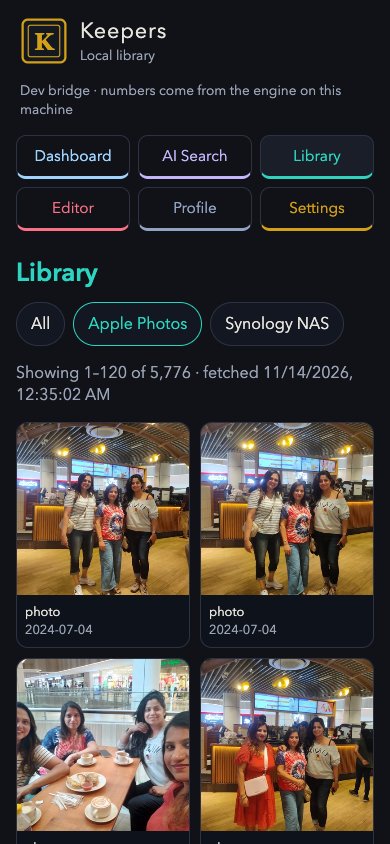 K
Keepers
Local library
Dev bridge · numbers come from the engine on this
machine
Dashboard
AI Search
Library
Editor
Profile
Settings
Library
All
Apple Photos
Synology NAS
Showing 1–120 of 5,776 · fetched 11/14/2026,
12:35:02 AM
photo
2024-07-04
photo
2024-07-04